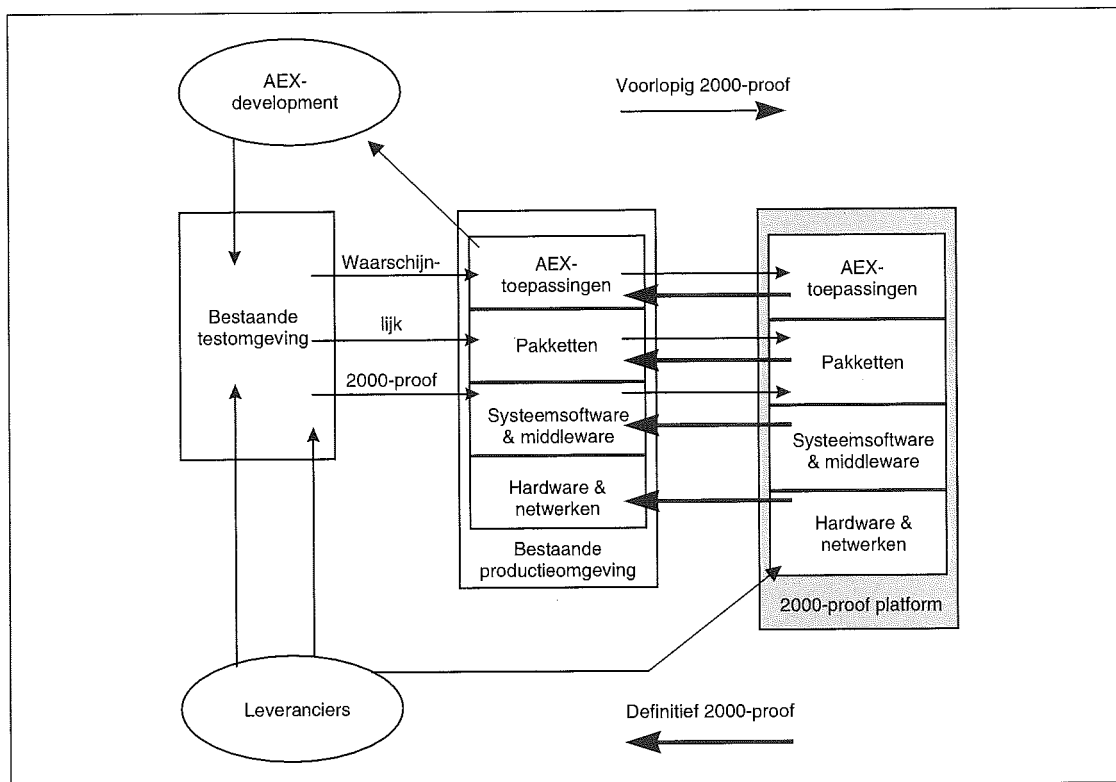 AEX-
development
Voorlopig 2000-proof
Bestaande
testomgeving
Waarschijn-
lijk
2000-proof
AEX-
toepassingen
Pakketten
Systeemsoftware
& middleware
Hardware &
netwerken
Bestaande
productieomgeving
AEX-
toepassingen
Pakketten
Systeemsoftware
& middleware
Hardware &
netwerken
2000-proof platform
Leveranciers
Definitief 2000-proof